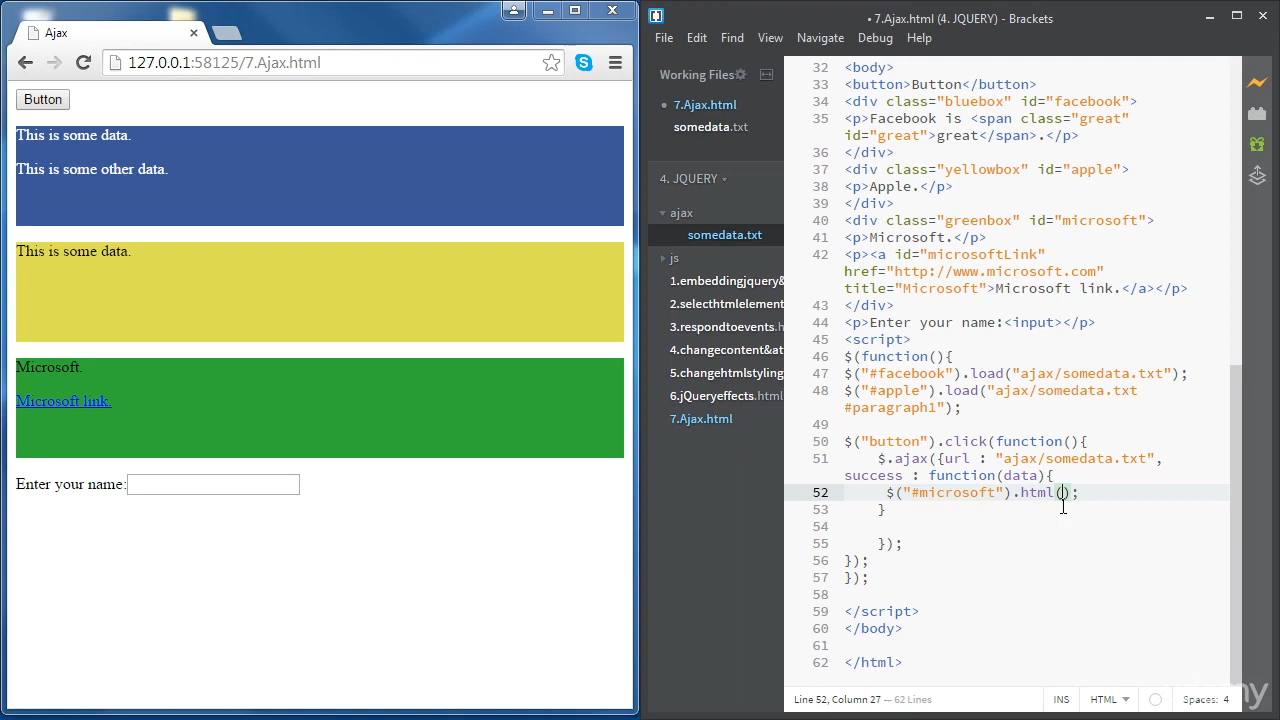 Ajax
127.0.0.1:58125/7.Ajax.html
Button
This is some data.
This is some other data.
This is some data.
Microsoft.
Microsoft link.
Enter your name:
• 7.Ajax.html (4. JQUERY) - Brackets
File Edit Find View Navigate Debug Help
Working Files
7.Ajax.html
somedata.txt
4. JQUERY
ajax
somedata.txt
js
1.embeddingjquery&
2.selecthtmlelement
3.respondtoevents.h
4.changecontent&at
5.changehtmlstyling
6.jQueryeffects.html
7.Ajax.html
32 <body>
33 <button>Button</button>
34 <div class="bluebox" id="facebook">
35 <p>Facebook is <span class="great"
id="great">great</span>.</p>
36 </div>
37 <div class="yellowbox" id="apple">
38 <p>Apple.</p>
39 </div>
40 <div class="greenbox" id="microsoft">
41 <p>Microsoft.</p>
42 <p><a id="microsoftLink"
href="http://www.microsoft.com"
title="Microsoft">Microsoft link.</a></p>
43 </div>
44 <p>Enter your name:<input></p>
45 <script>
46 $(function(){
47 $("#facebook").load("ajax/somedata.txt");
48 $("#apple").load("ajax/somedata.txt
#paragraph1");
49
50 $("button").click(function(){
51 $.ajax({url : "ajax/somedata.txt",
success : function(data){
52 $("#microsoft").html();
53 }
54
55 });
56 });
57 });
58
59 </script>
60 </body>
61
62 </html>
Line 52, Column 27 — 62 Lines
INS
HTML
Spaces: 4